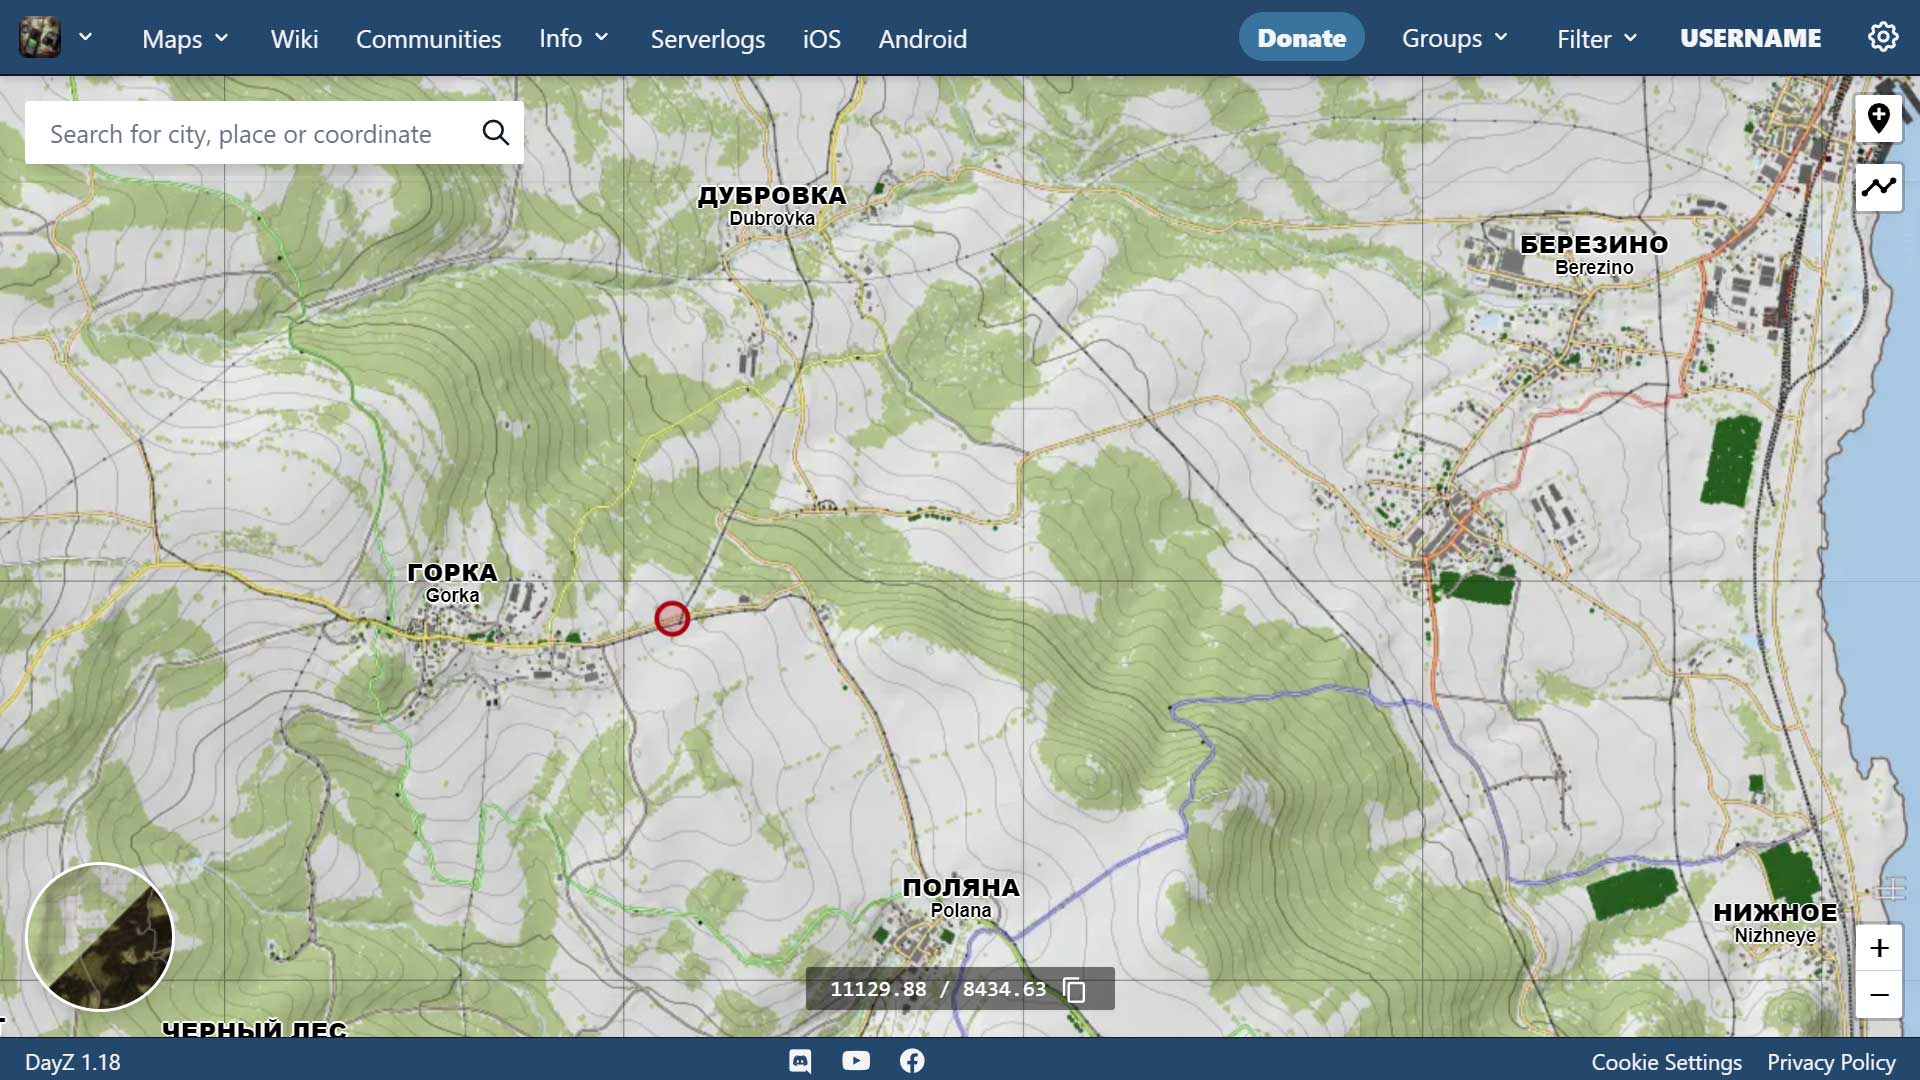 Maps Wiki Communities Info Serverlogs iOS Android Donate Groups Filter USERNAME
Search for city, place or coordinate
ДУБРОВКА
Dubrovka
БЕРЕЗИНО
Berezino
ГОРКА
Gorka
ПОЛЯНА
Polana
НИЖНОЕ
Nizhneye
+
−
11129.88 / 8434.63
ЧЕРНЫЙ ЛЕС
DayZ 1.18
Cookie Settings Privacy Policy